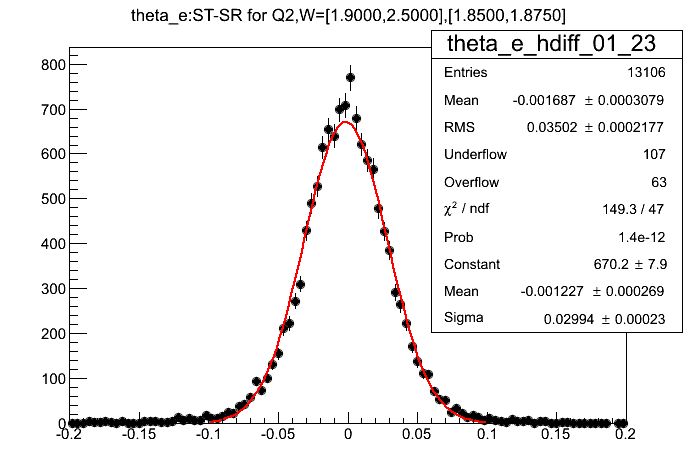 theta_e:ST-SR for Q2,W=[1.9000,2.5000],[1.8500,1.8750]
theta_e_hdiff_01_23
Entries 13106
Mean -0.001687 ± 0.0003079
RMS 0.03502 ± 0.0002177
Underflow 107
Overflow 63
χ² / ndf 149.3 / 47
Prob 1.4e-12
Constant 670.2 ± 7.9
Mean -0.001227 ± 0.000269
Sigma 0.02994 ± 0.00023
800
700
600
500
400
300
200
100
0
-0.2 -0.15 -0.1 -0.05 0 0.05 0.1 0.15 0.2